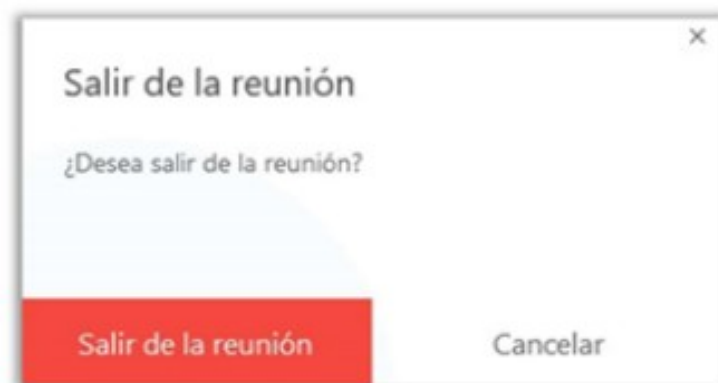 Salir de la reunión
¿Desea salir de la reunión?
Salir de la reunión
Cancelar